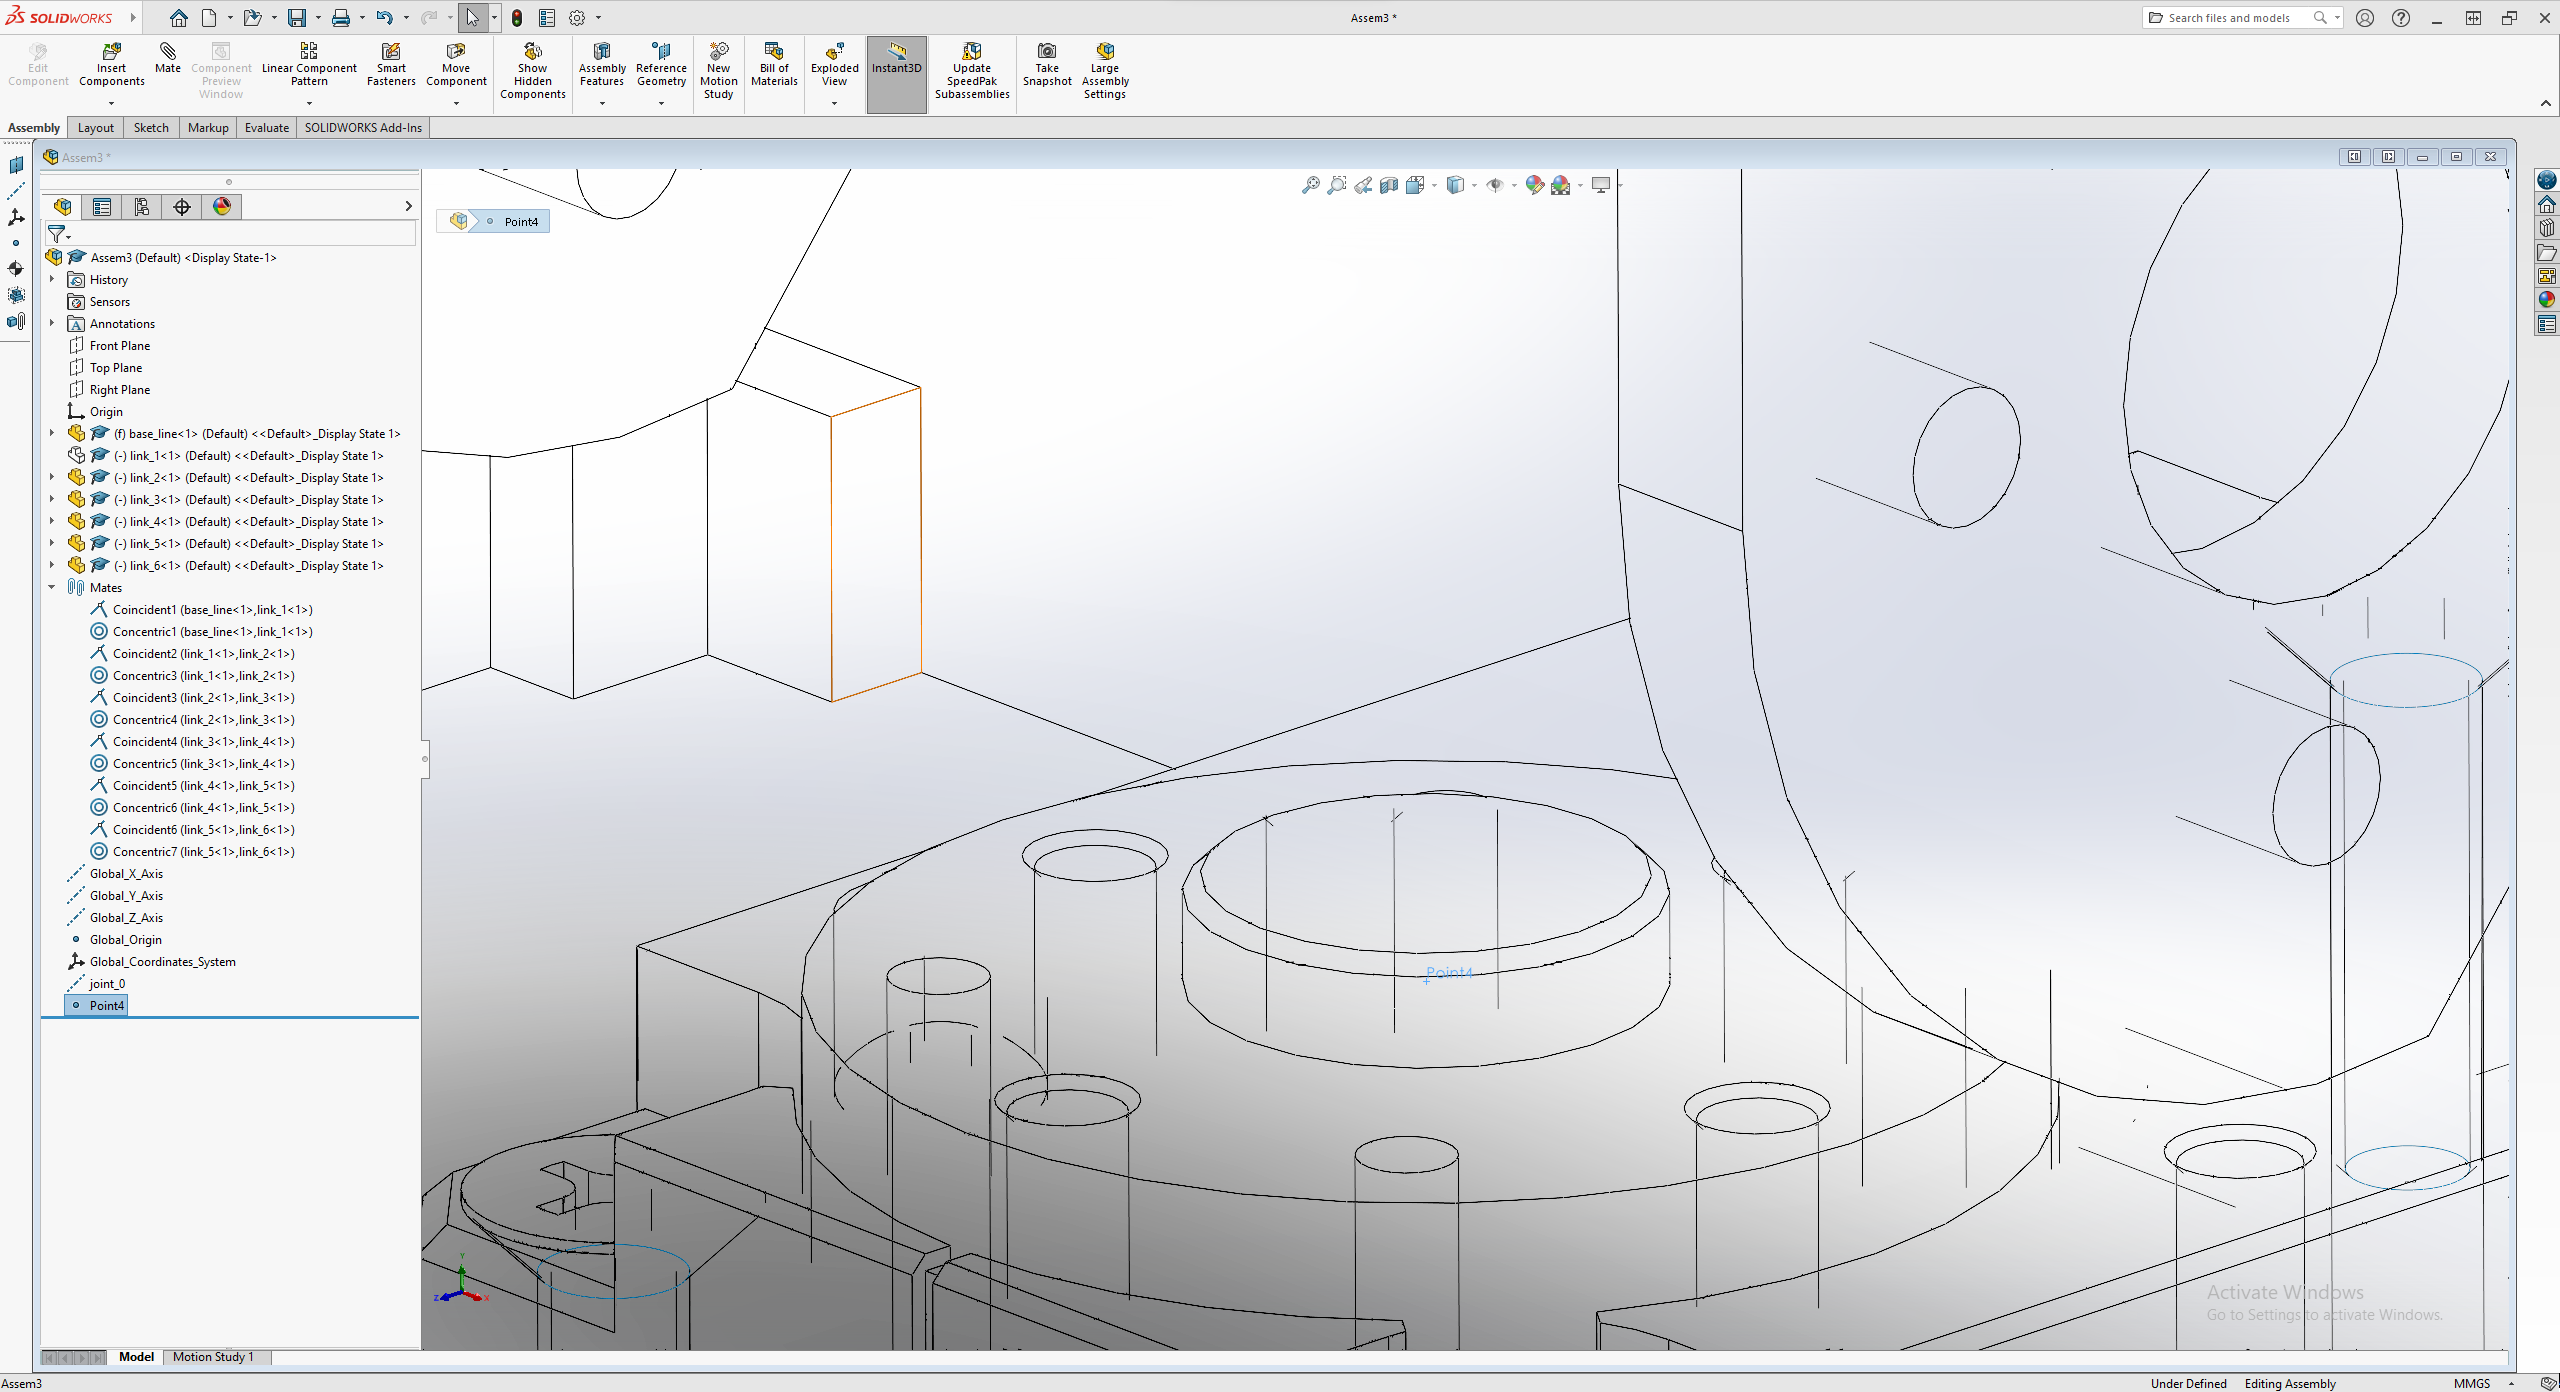 SOLIDWORKS
Assem3 *
Search files and models
Edit Component
Insert Components
Mate
Component Preview Window
Linear Component Pattern
Smart Fasteners
Move Component
Show Hidden Components
Assembly Features
Reference Geometry
New Motion Study
Bill of Materials
Exploded View
Instant3D
Update SpeedPak Subassemblies
Take Snapshot
Large Assembly Settings
Assembly
Layout
Sketch
Markup
Evaluate
SOLIDWORKS Add-Ins
Assem3 *
Point4
Assem3 (Default) <Display State-1>
History
Sensors
Annotations
Front Plane
Top Plane
Right Plane
Origin
(f) base_line<1> (Default) <<Default>_Display State 1>
(-) link_1<1> (Default) <<Default>_Display State 1>
(-) link_2<1> (Default) <<Default>_Display State 1>
(-) link_3<1> (Default) <<Default>_Display State 1>
(-) link_4<1> (Default) <<Default>_Display State 1>
(-) link_5<1> (Default) <<Default>_Display State 1>
(-) link_6<1> (Default) <<Default>_Display State 1>
Mates
Coincident1 (base_line<1>,link_1<1>)
Concentric1 (base_line<1>,link_1<1>)
Coincident2 (link_1<1>,link_2<1>)
Concentric3 (link_1<1>,link_2<1>)
Coincident3 (link_2<1>,link_3<1>)
Concentric4 (link_2<1>,link_3<1>)
Coincident4 (link_3<1>,link_4<1>)
Concentric5 (link_3<1>,link_4<1>)
Coincident5 (link_4<1>,link_5<1>)
Concentric6 (link_4<1>,link_5<1>)
Coincident6 (link_5<1>,link_6<1>)
Concentric7 (link_5<1>,link_6<1>)
Global_X_Axis
Global_Y_Axis
Global_Z_Axis
Global_Origin
Global_Coordinates_System
joint_0
Point4
Point4
Y
Z
X
Activate Windows
Go to Settings to activate Windows.
Model
Motion Study 1
Assem3
Under Defined
Editing Assembly
MMGS